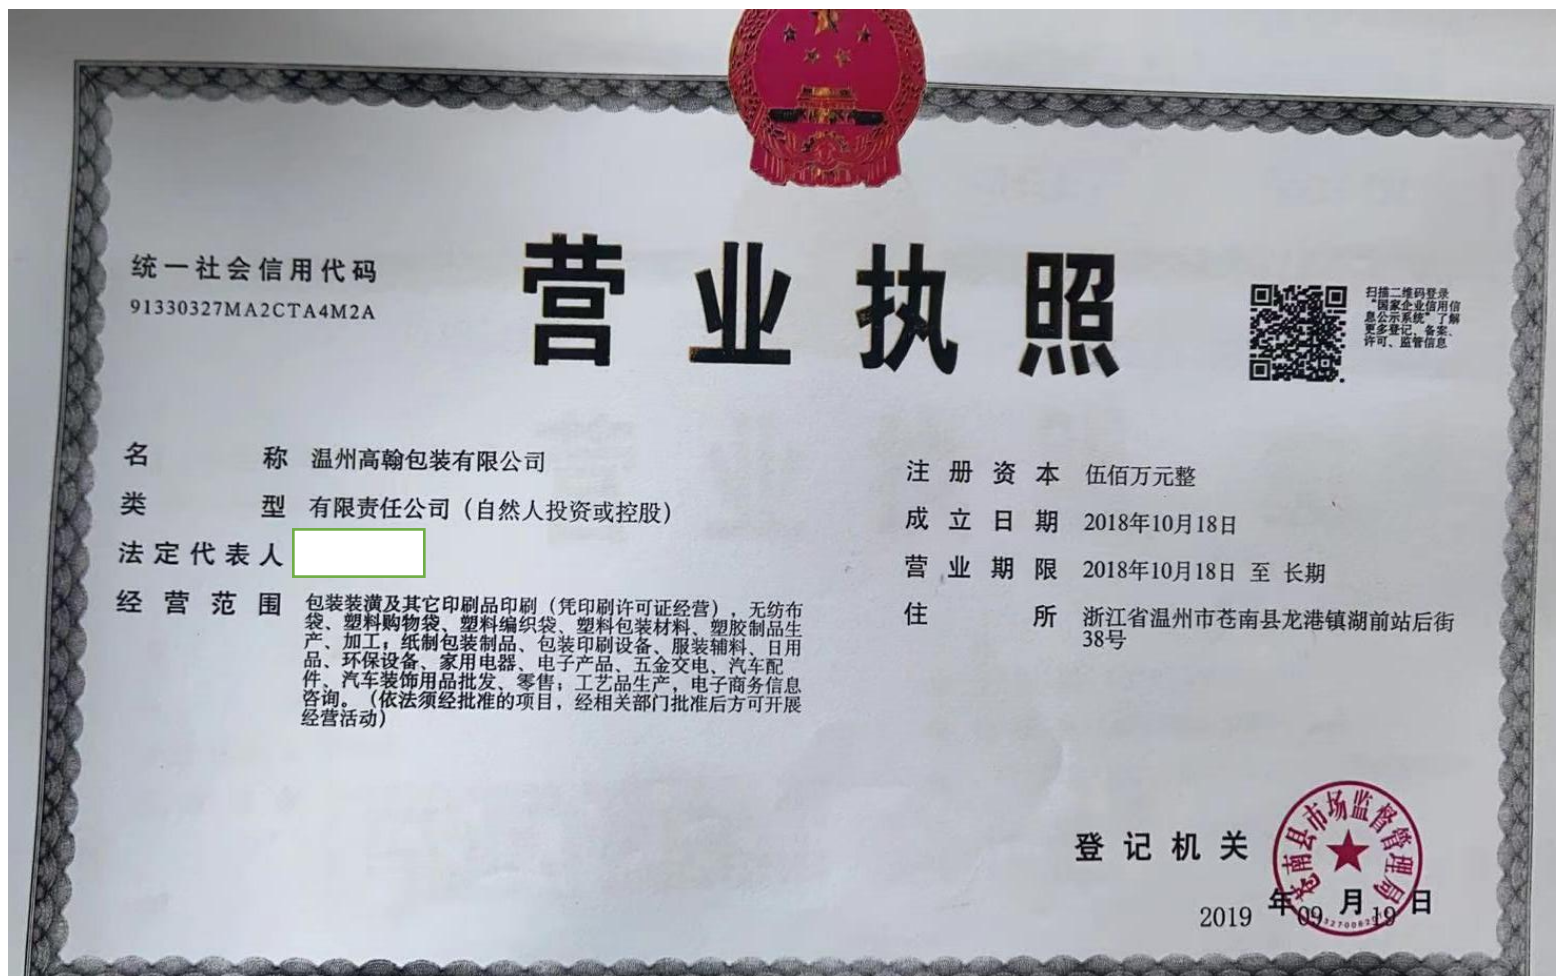 统一社会信用代码
91330327MA2CTA4M2A
营业执照
扫描二维码登录
“国家企业信用信
息公示系统”了解
更多登记、备案、
许可、监管信息
名称 温州高翰包装有限公司
类型 有限责任公司（自然人投资或控股）
法定代表人
经营范围 包装装潢及其它印刷品印刷（凭印刷许可证经营），无纺布
袋、塑料购物袋、塑料编织袋、塑料包装材料、塑胶制品生
产、加工；纸制包装制品、包装印刷设备、服装辅料、日用
品、环保设备、家用电器、电子产品、五金交电、汽车配
件、汽车装饰用品批发、零售；工艺品生产，电子商务信息
咨询。（依法须经批准的项目，经相关部门批准后方可开展
经营活动）
注册资本 伍佰万元整
成立日期 2018年10月18日
营业期限 2018年10月18日 至 长期
住所 浙江省温州市苍南县龙港镇湖前站后街
38号
登记机关
苍南县市场监督管理局
2019 年 09 月 19 日